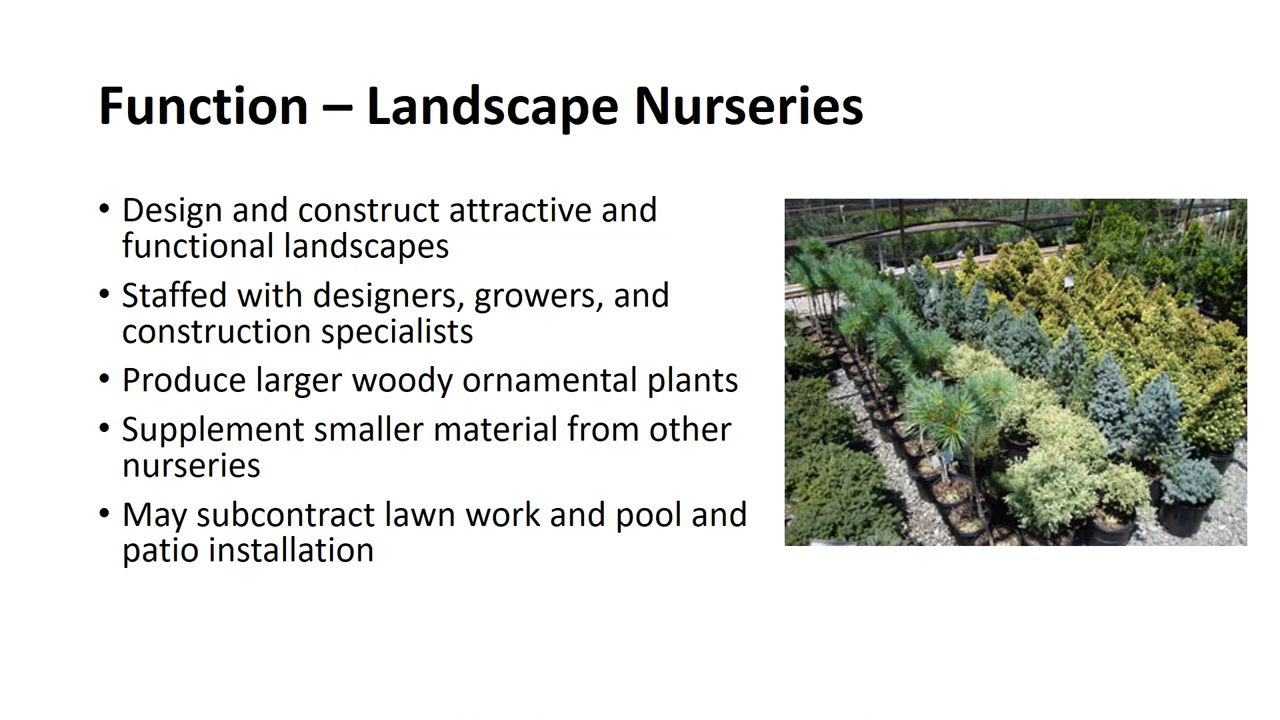 Function – Landscape Nurseries
• Design and construct attractive and
functional landscapes
• Staffed with designers, growers, and
construction specialists
• Produce larger woody ornamental plants
• Supplement smaller material from other
nurseries
• May subcontract lawn work and pool and
patio installation